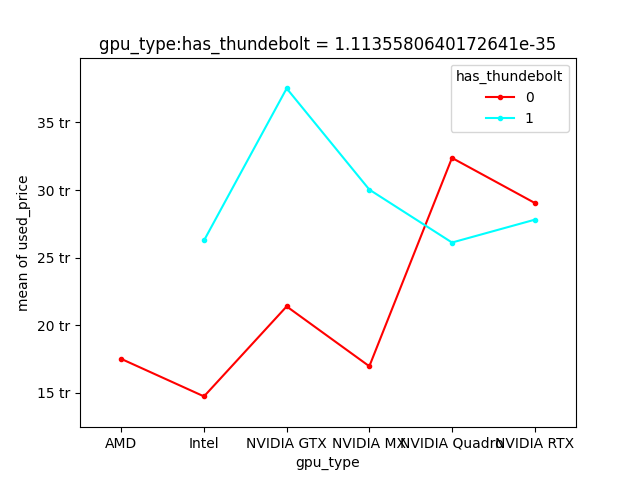 gpu_type:has_thundebolt = 1.1135580640172641e-35
has_thundebolt
0
1
35 tr
30 tr
25 tr
20 tr
15 tr
mean of used_price
AMD Intel NVIDIA GTX NVIDIA MX NVIDIA Quadro NVIDIA RTX
gpu_type